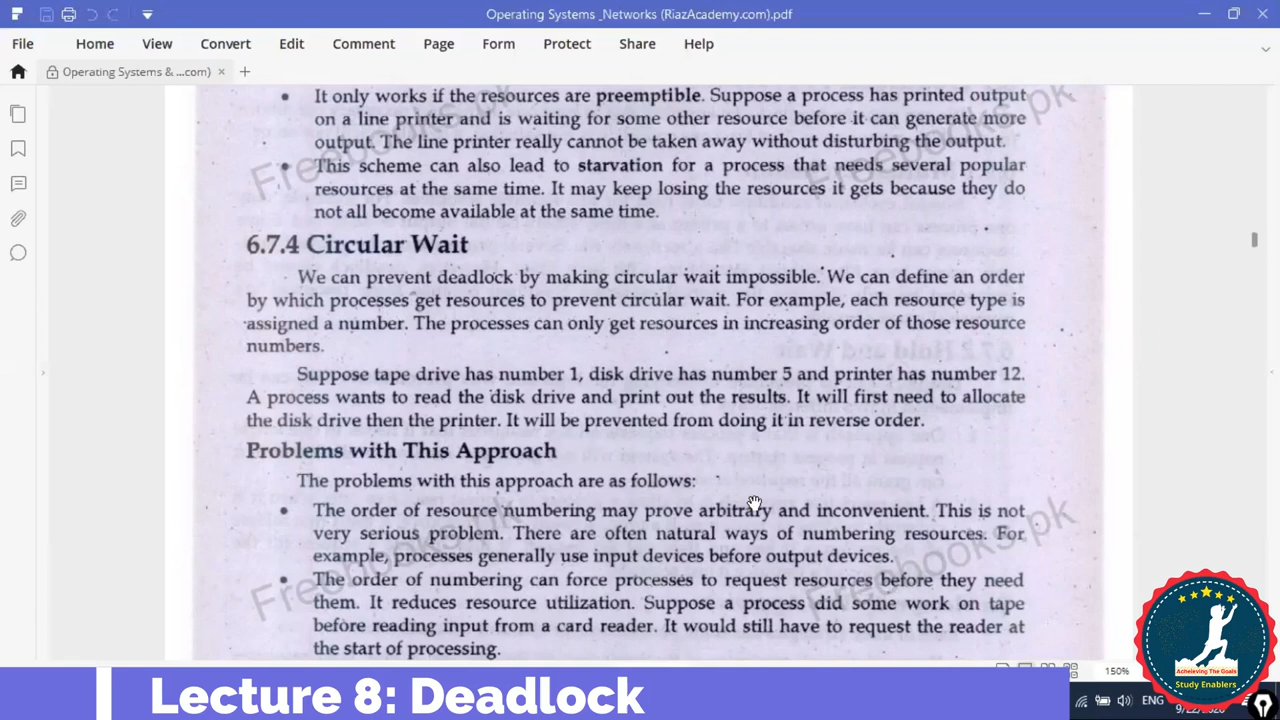 Operating Systems _Networks (RiazAcademy.com).pdf
File Home View Convert Edit Comment Page Form Protect Share Help
Operating Systems & ...com)
• It only works if the resources are preemptible. Suppose a process has printed output
on a line printer and is waiting for some other resource before it can generate more
output. The line printer really cannot be taken away without disturbing the output.
• This scheme can also lead to starvation for a process that needs several popular
resources at the same time. It may keep losing the resources it gets because they do
not all become available at the same time.
6.7.4 Circular Wait
We can prevent deadlock by making circular wait impossible. We can define an order
by which processes get resources to prevent circular wait. For example, each resource type is
assigned a number. The processes can only get resources in increasing order of those resource
numbers.
Suppose tape drive has number 1, disk drive has number 5 and printer has number 12.
A process wants to read the disk drive and print out the results. It will first need to allocate
the disk drive then the printer. It will be prevented from doing it in reverse order.
Problems with This Approach
The problems with this approach are as follows:
• The order of resource numbering may prove arbitrary and inconvenient. This is not
very serious problem. There are often natural ways of numbering resources. For
example, processes generally use input devices before output devices.
• The order of numbering can force processes to request resources before they need
them. It reduces resource utilization. Suppose a process did some work on tape
before reading input from a card reader. It would still have to request the reader at
the start of processing.
Freebooks.pk
Freebooks.pk
Freebooks.pk
Freebooks.pk
150%
ENG
Lecture 8: Deadlock
Acheieving The Goals
Study Enablers